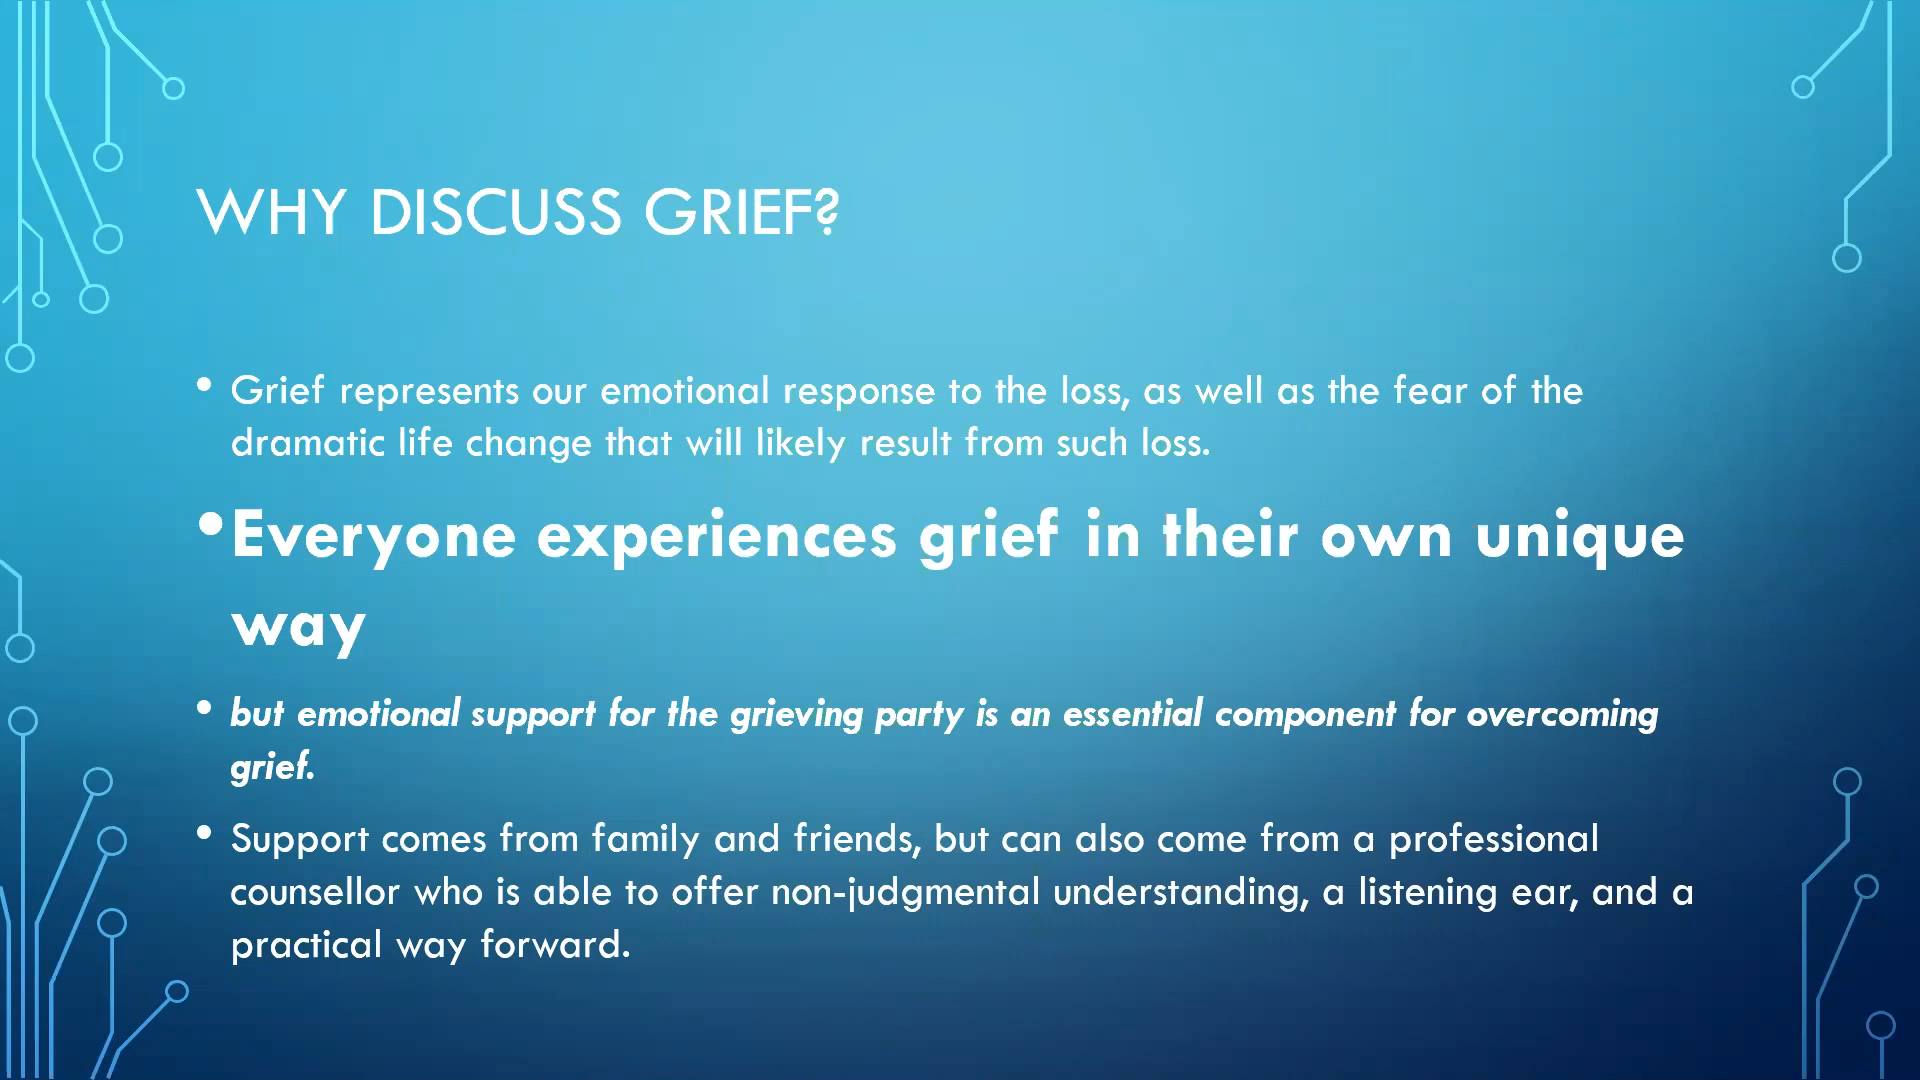 WHY DISCUSS GRIEF?
• Grief represents our emotional response to the loss, as well as the fear of the
dramatic life change that will likely result from such loss.
• Everyone experiences grief in their own unique
way
• but emotional support for the grieving party is an essential component for overcoming
grief.
• Support comes from family and friends, but can also come from a professional
counsellor who is able to offer non-judgmental understanding, a listening ear, and a
practical way forward.